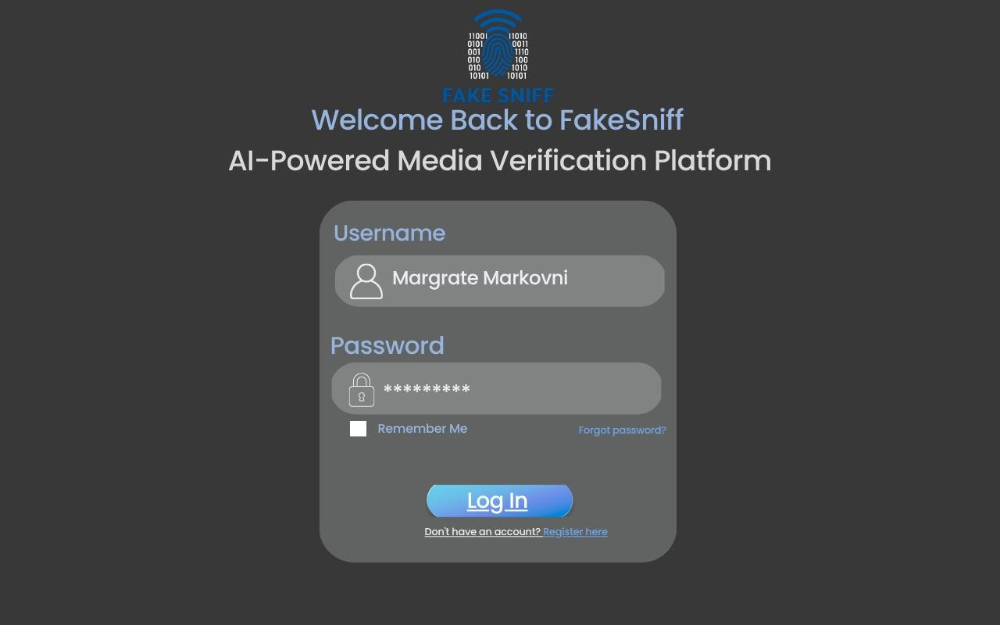 11001 11010
0101 0011
001 1110
010 100
010 1010
10101 10101
FAKE SNIFF
Welcome Back to FakeSniff
AI-Powered Media Verification Platform
Username
Margrate Markovni
Password
*********
Remember Me
Forgot password?
Log In
Don't have an account? Register here